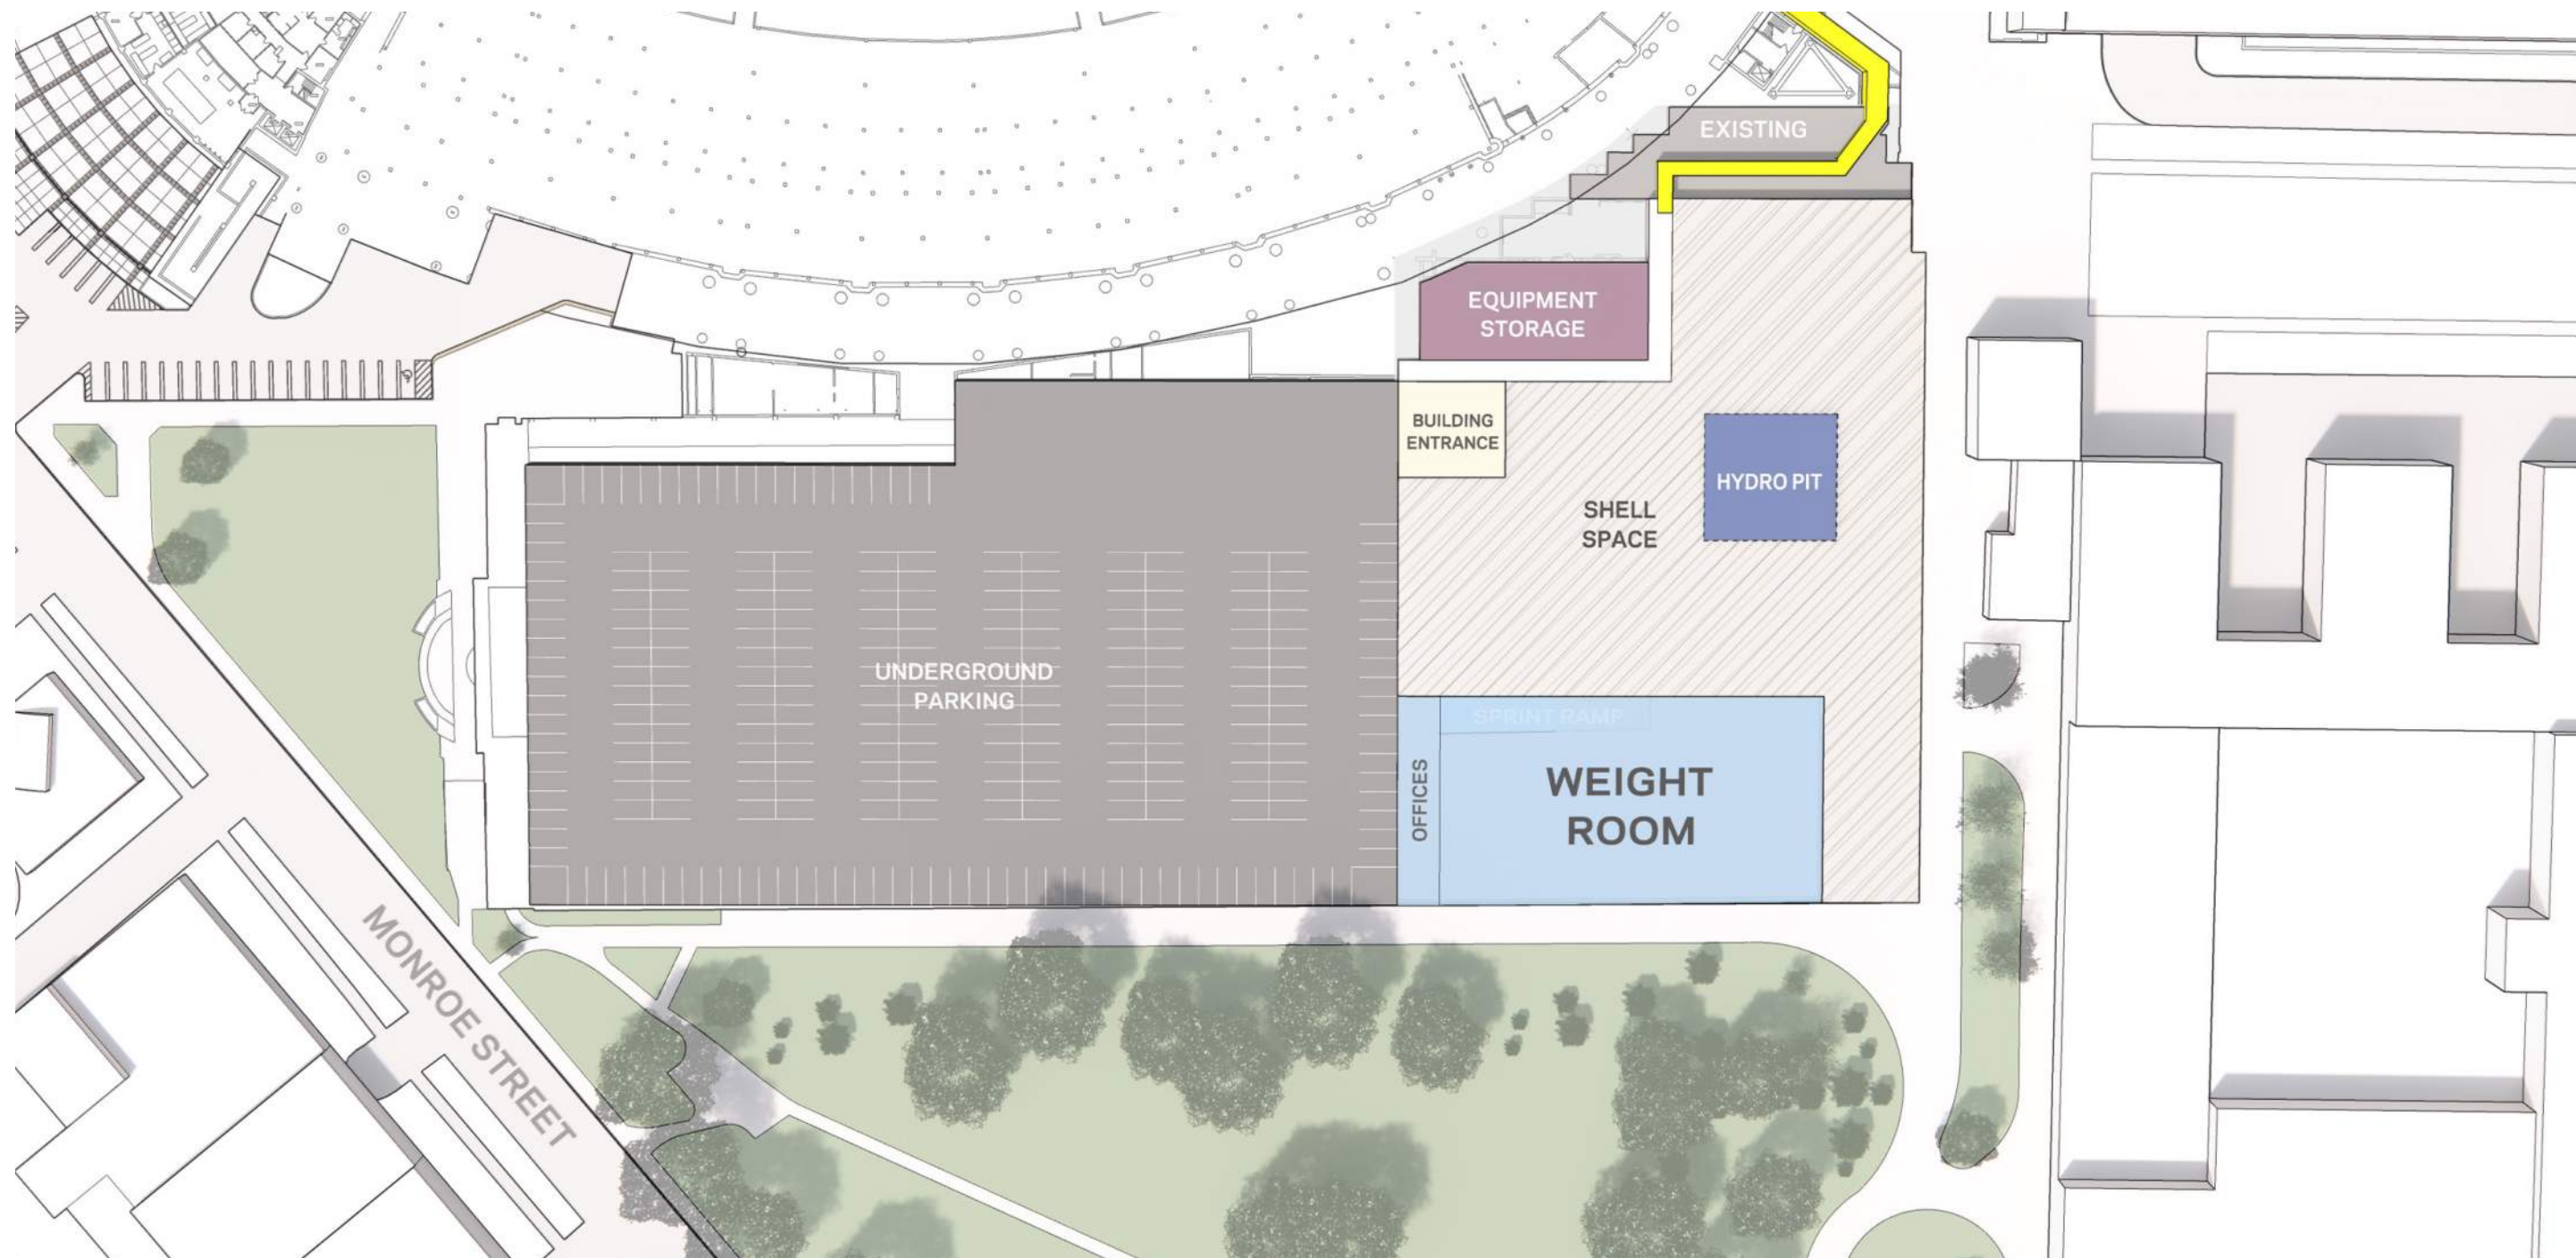 EXISTING
EQUIPMENT
STORAGE
BUILDING
ENTRANCE
HYDRO PIT
SHELL
SPACE
UNDERGROUND
PARKING
SPRINT RAMP
OFFICES
WEIGHT
ROOM
MONROE STREET